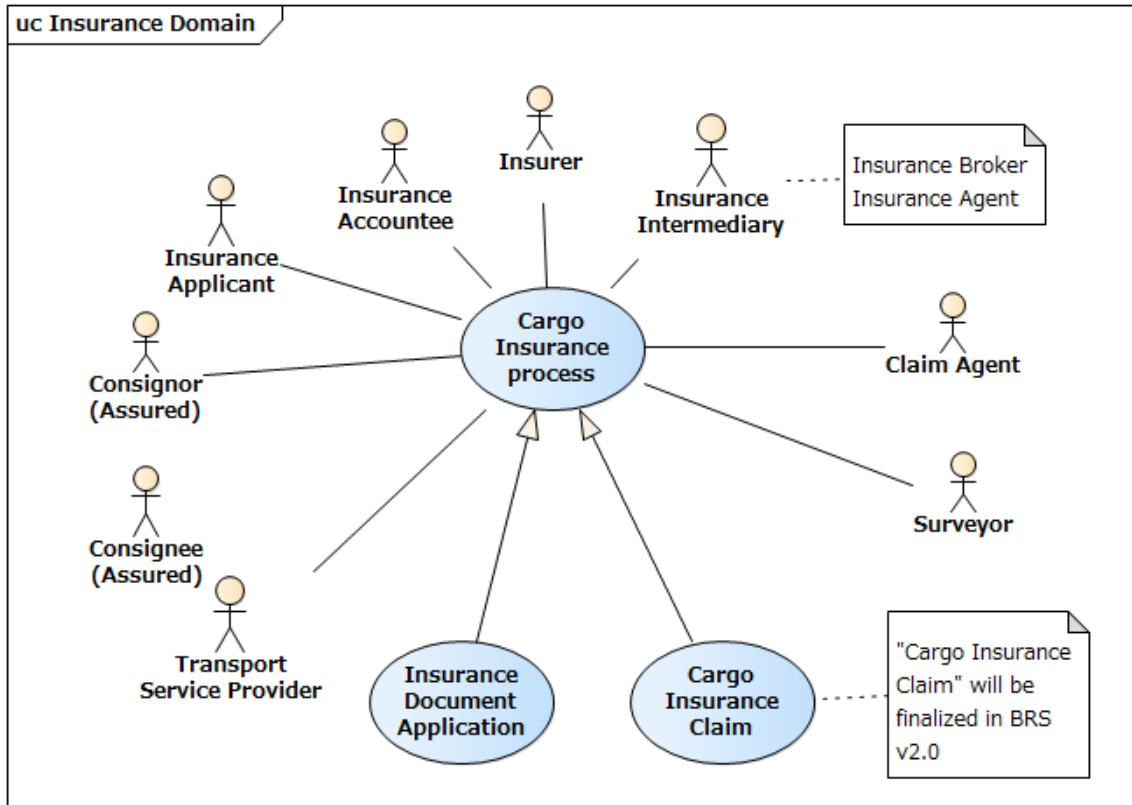 uc Insurance Domain
Insurer
Insurance
Accountee
Insurance
Intermediary
Insurance Broker
Insurance Agent
Insurance
Applicant
Cargo
Insurance
process
Consignor
(Assured)
Claim Agent
Consignee
(Assured)
Surveyor
Transport
Service Provider
Insurance
Document
Application
Cargo
Insurance
Claim
"Cargo Insurance
Claim" will be
finalized in BRS
v2.0